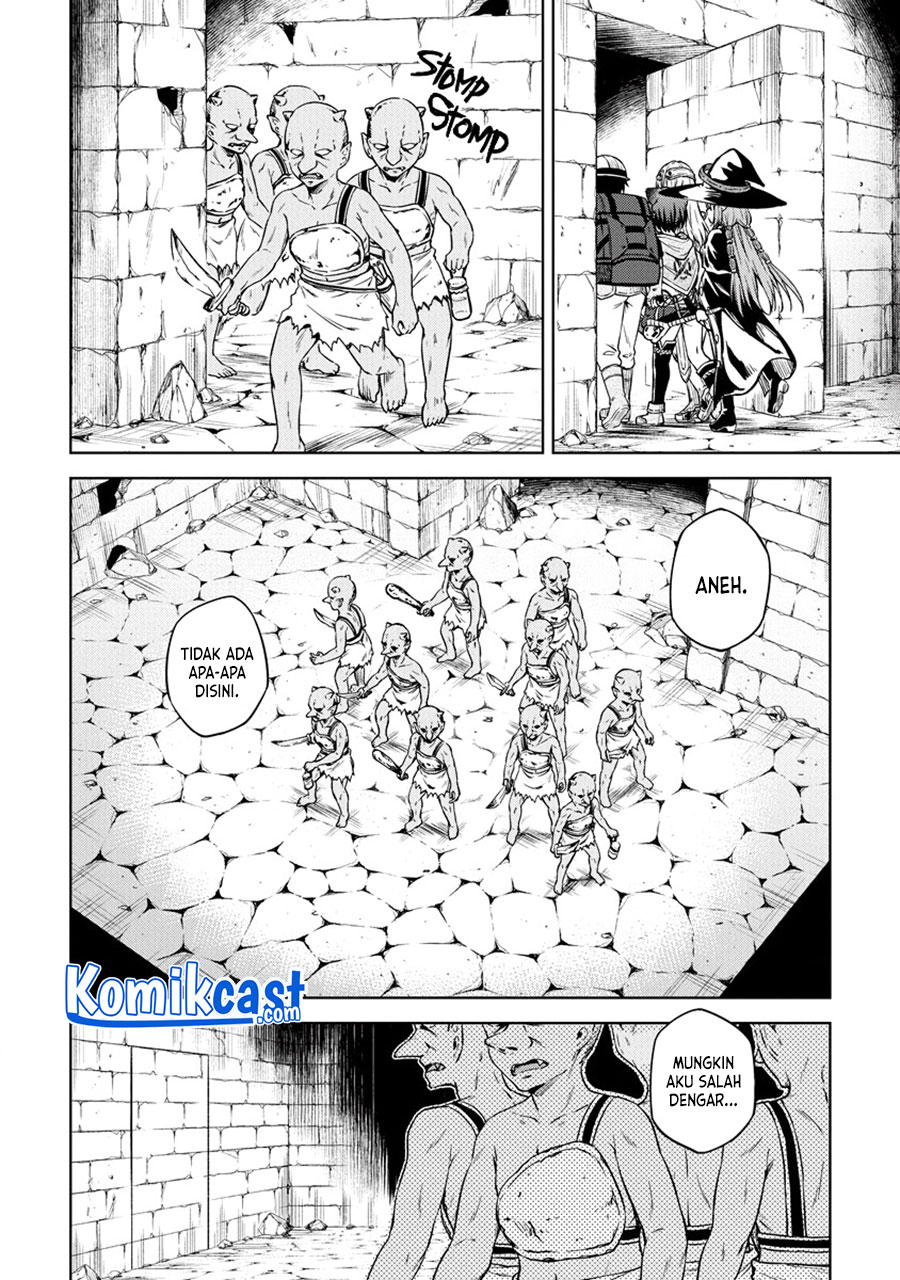 STOMP
STOMP
ANEH.
TIDAK ADA
APA-APA
DISINI.
Komikcast
.com
MUNGKIN
AKU SALAH
DENGAR...